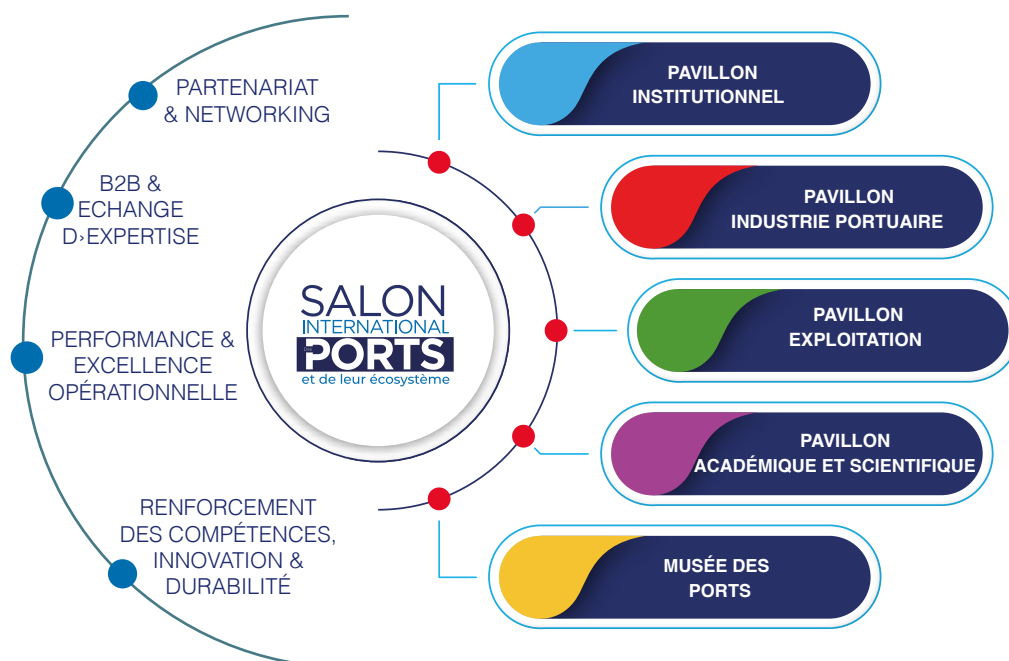 PARTENARIAT
& NETWORKING
B2B &
ECHANGE
D›EXPERTISE
PERFORMANCE &
EXCELLENCE
OPÉRATIONNELLE
RENFORCEMENT
DES COMPÉTENCES,
INNOVATION &
DURABILITÉ
SALON
INTERNATIONAL
PORTS
et de leur écosystème
PAVILLON
INSTITUTIONNEL
PAVILLON
INDUSTRIE PORTUAIRE
PAVILLON
EXPLOITATION
PAVILLON
ACADÉMIQUE ET SCIENTIFIQUE
MUSÉE DES
PORTS